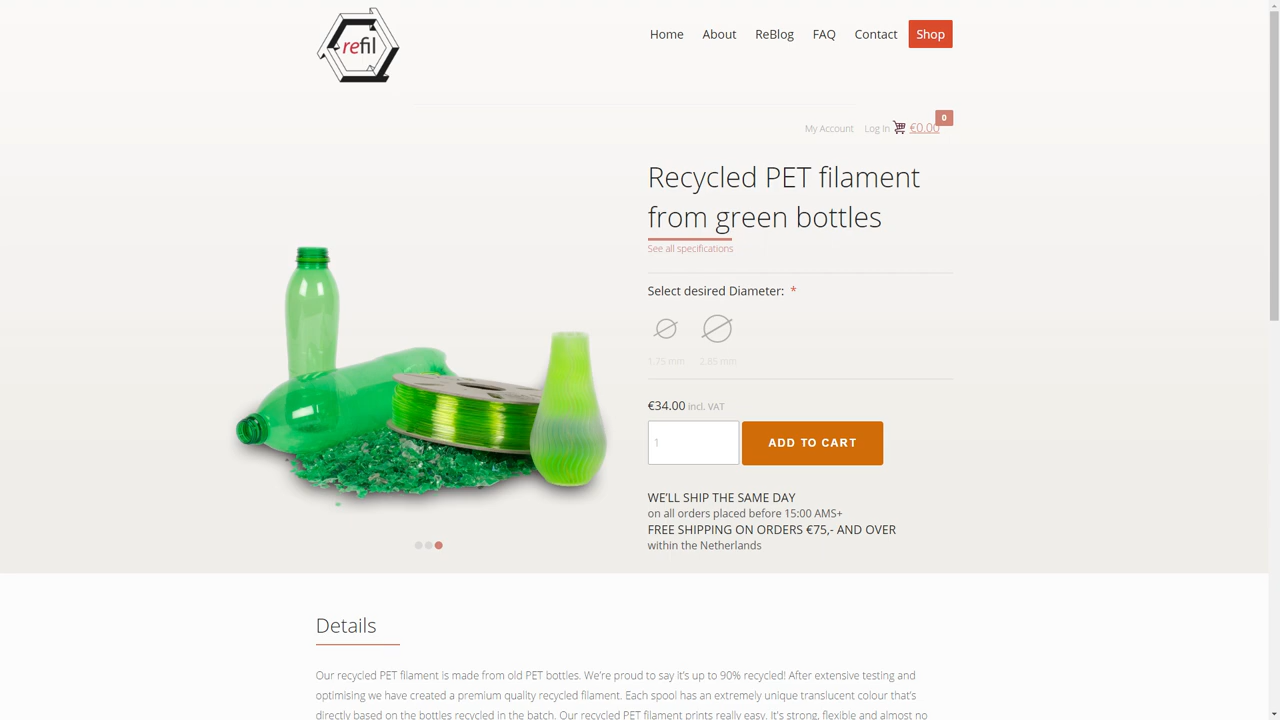 refil
Home About ReBlog FAQ Contact Shop
0
My Account Log In €0.00
Recycled PET filament
from green bottles
See all specifications
Select desired Diameter: *
1.75 mm 2.85 mm
€34.00 incl. VAT
1 ADD TO CART
WE'LL SHIP THE SAME DAY
on all orders placed before 15:00 AMS+
FREE SHIPPING ON ORDERS €75,- AND OVER
within the Netherlands
Details
Our recycled PET filament is made from old PET bottles. We're proud to say it's up to 90% recycled! After extensive testing and
optimising we have created a premium quality recycled filament. Each spool has an extremely unique translucent colour that's
directly based on the bottles recycled in the batch. Our recycled PET filament prints really easy. It's strong, flexible and almost no